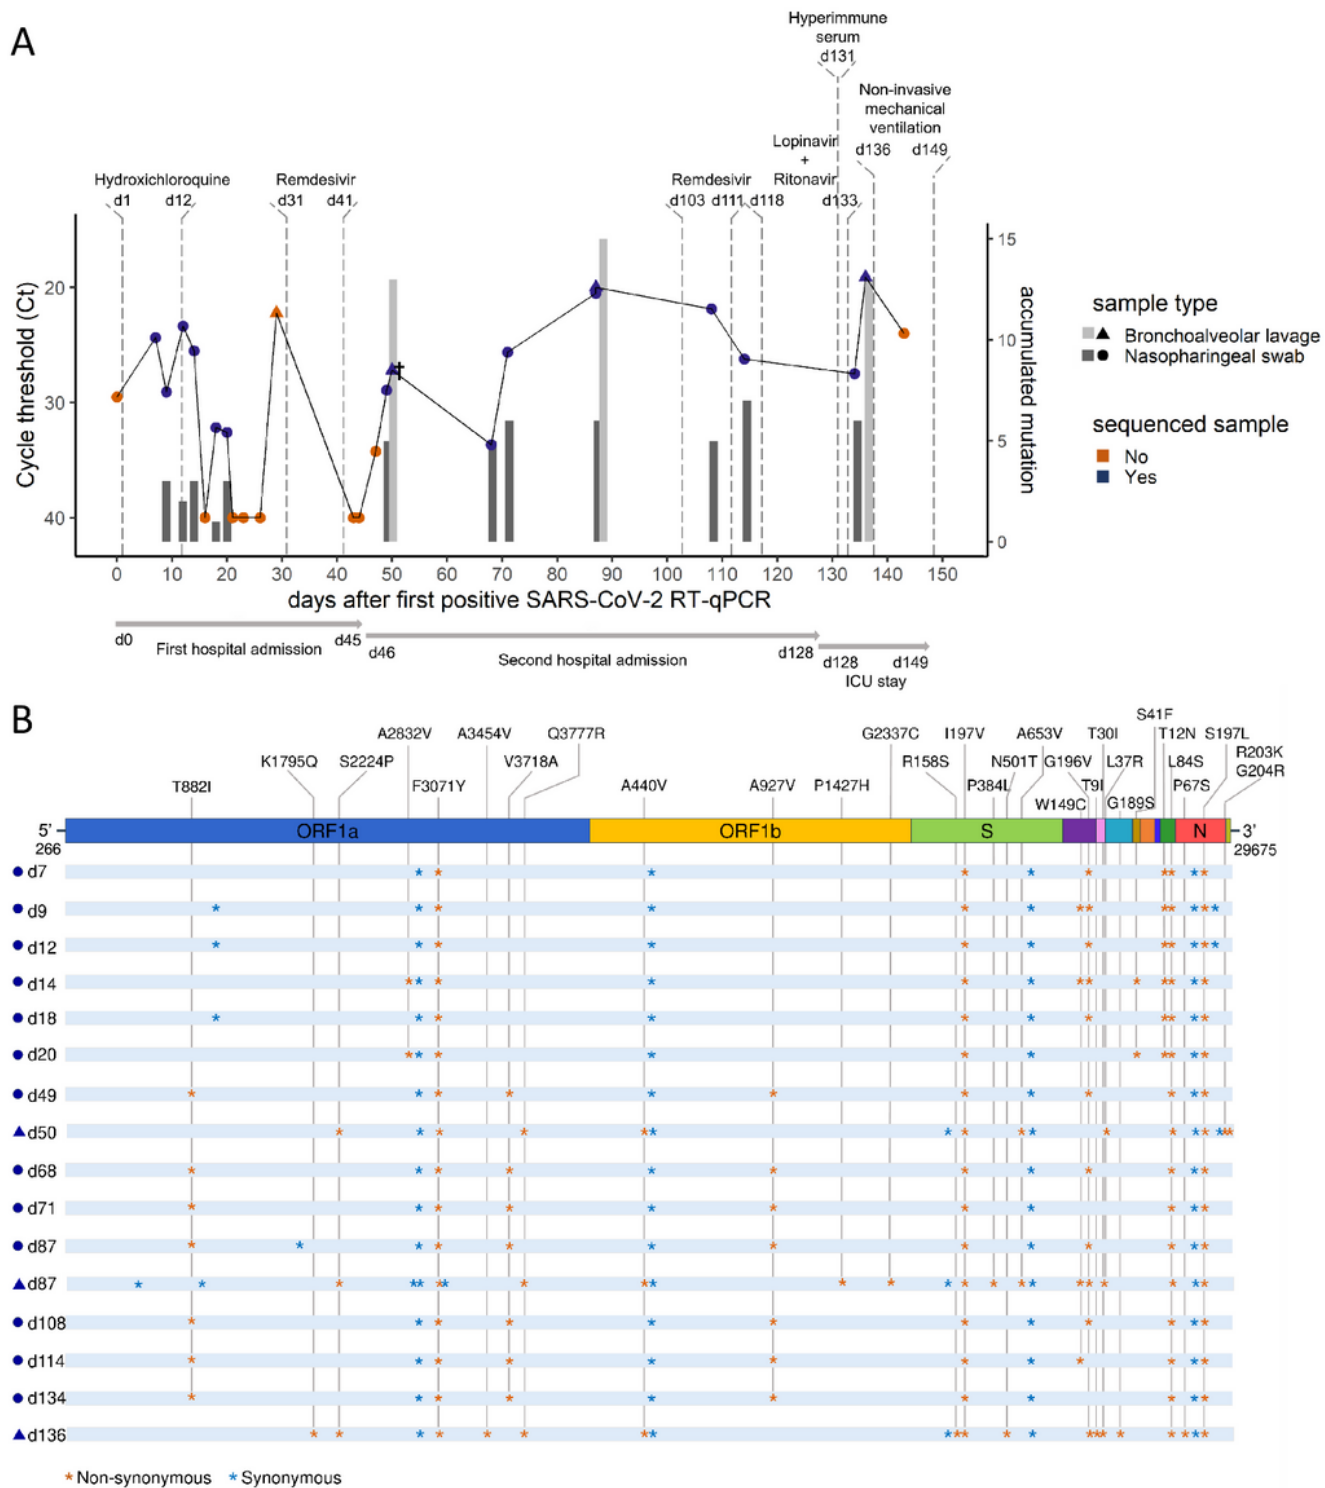 A
Hyperimmune
serum
d131
Non-invasive
mechanical
ventilation
d136 d149
Lopinavir
+
Ritonavir
d133
Hydroxichloroquine
d1 d12
Remdesivir
d31 d41
Remdesivir
d103 d111 d118
Cycle threshold (Ct)
20
30
40
15
10
5
0
accumulated mutation
0 10 20 30 40 50 60 70 80 90 100 110 120 130 140 150
days after first positive SARS-CoV-2 RT-qPCR
sample type
Bronchoalveolar lavage
Nasopharingeal swab
sequenced sample
No
Yes
d0 First hospital admission d45
d46 Second hospital admission d128
d128 d149
ICU stay
B
S41F
A2832V A3454V Q3777R G2337C I197V A653V T30I T12N S197L
K1795Q S2224P V3718A R158S N501T G196V L37R L84S R203K
G204R
T882I F3071Y A440V A927V P1427H P384L T9I P67S
W149C G189S
5' ORF1a ORF1b S N 3'
266 29675
d7
d9
d12
d14
d18
d20
d49
d50
d68
d71
d87
d87
d108
d114
d134
d136
* Non-synonymous * Synonymous